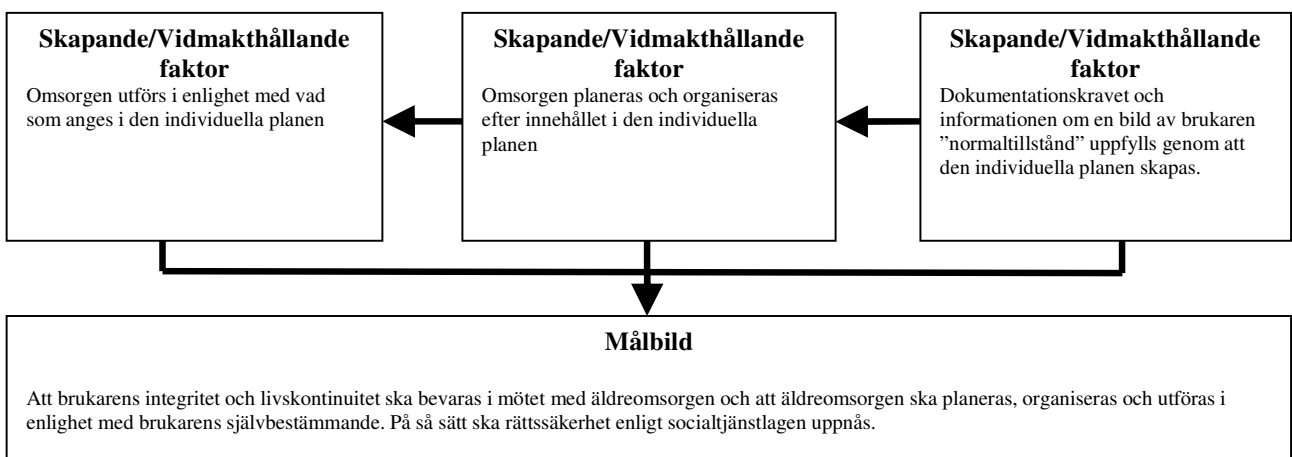 Skapande/Vidmakthållande
faktor
Omsorgen utförs i enlighet med vad
som anges i den individuella planen
Skapande/Vidmakthållande
faktor
Omsorgen planeras och organiseras
efter innehållet i den individuella
planen
Skapande/Vidmakthållande
faktor
Dokumentationskravet och
informationen om en bild av brukaren
”normaltillstånd” uppfylls genom att
den individuella planen skapas.
Målbild
Att brukarens integritet och livskontinuitet ska bevaras i mötet med äldreomsorgen och att äldreomsorgen ska planeras, organiseras och utföras i
enlighet med brukarens självbestämmande. På så sätt ska rättssäkerhet enligt socialtjänstlagen uppnås.